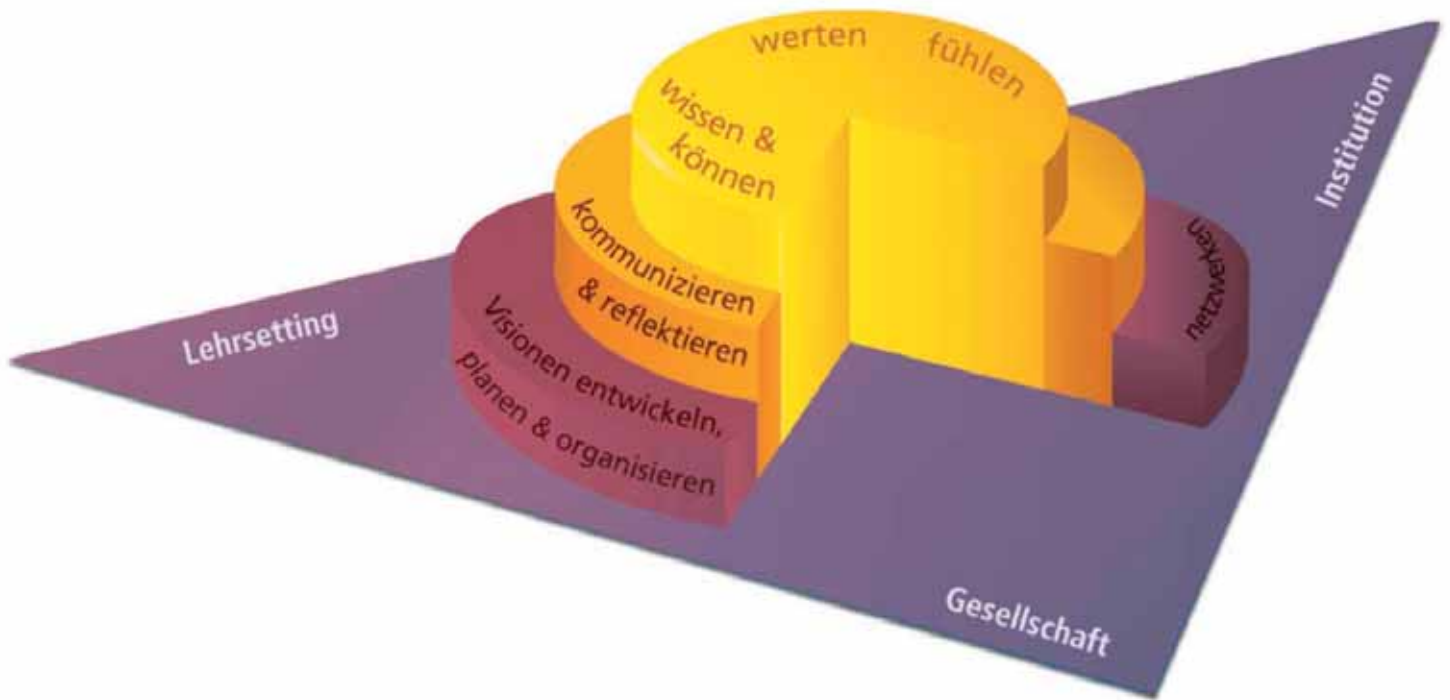 werten fühlen
wissen &
können
kommunizieren
& reflektieren
Visionen entwickeln,
planen & organisieren
netzwerken
Lehrsetting
Institution
Gesellschaft